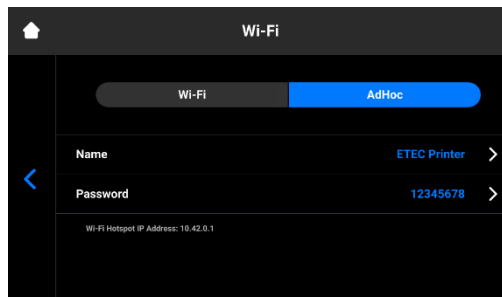 Wi-Fi
Wi-Fi AdHoc
Name ETEC Printer
Password 12345678
Wi-Fi Hotspot IP Address: 10.42.0.1